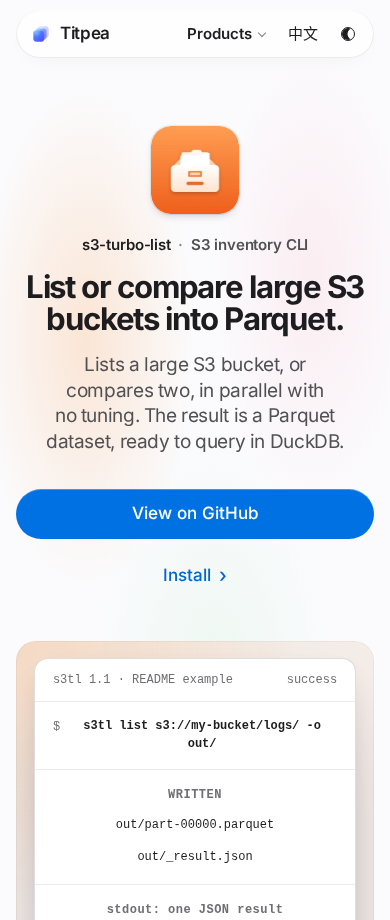 Titpea
Products
中文
s3-turbo-list · S3 inventory CLI
List or compare large S3
buckets into Parquet.
Lists a large S3 bucket, or
compares two, in parallel with
no tuning. The result is a Parquet
dataset, ready to query in DuckDB.
View on GitHub
Install ›
s3tl 1.1 · README example
success
$ s3tl list s3://my-bucket/logs/ -o
out/
WRITTEN
out/part-00000.parquet
out/_result.json
stdout: one JSON result